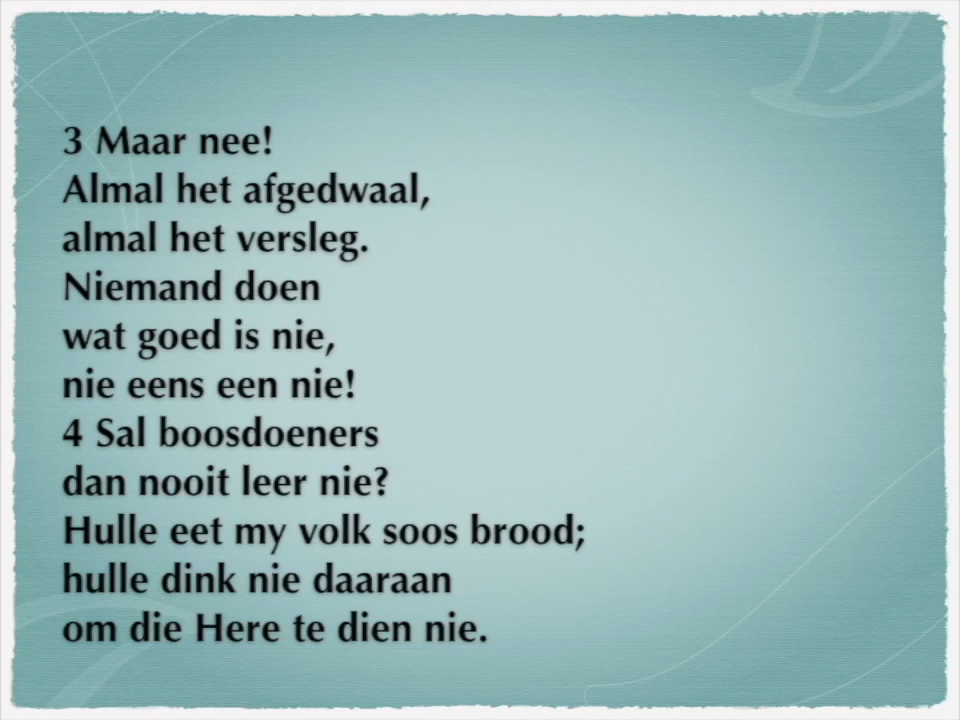 3 Maar nee!
Almal het afgedwaal,
almal het versleg.
Niemand doen
wat goed is nie,
nie eens een nie!
4 Sal boosdoeners
dan nooit leer nie?
Hulle eet my volk soos brood;
hulle dink nie daaraan
om die Here te dien nie.